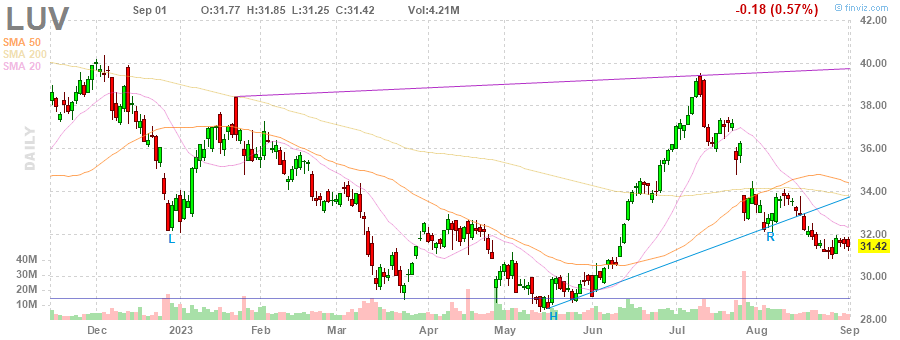 LUV Sep 01 O:31.77 H:31.85 L:31.25 C:31.42 Vol:4.21M -0.18 (0.57%) © finviz.com
SMA 50
SMA 200
SMA 20
DAILY
42.00
40.00
38.00
36.00
34.00
32.00
31.42
30.00
28.00
40M
30M
20M
10M
L
H
R
Dec 2023 Feb Mar Apr May Jun Jul Aug Sep